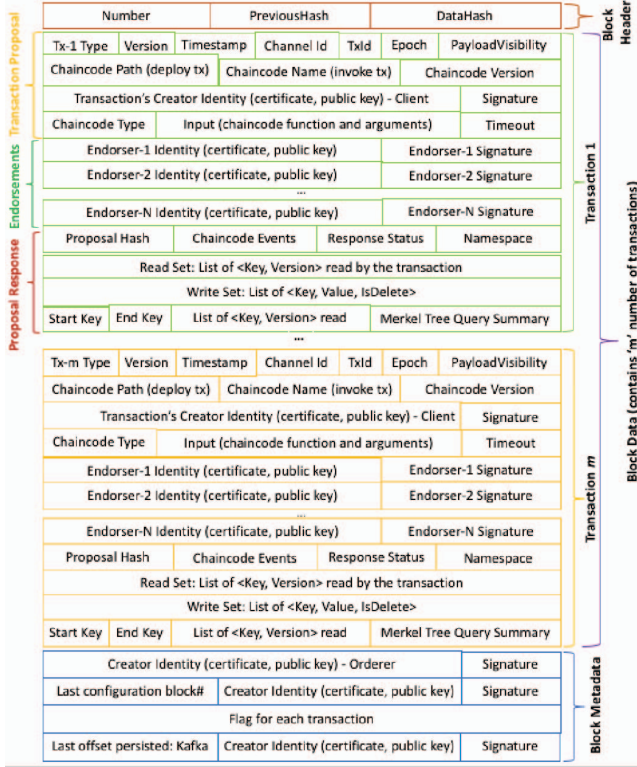 Number PreviousHash DataHash
Block Header
Tx-1 Type Version Timestamp Channel Id TxId Epoch PayloadVisibility
Chaincode Path (deploy tx) Chaincode Name (invoke tx) Chaincode Version
Transaction's Creator Identity (certificate, public key) - Client Signature
Chaincode Type Input (chaincode function and arguments) Timeout
Transaction Proposal
Endorser-1 Identity (certificate, public key) Endorser-1 Signature
Endorser-2 Identity (certificate, public key) Endorser-2 Signature
...
Endorser-N Identity (certificate, public key) Endorser-N Signature
Endorsements
Proposal Hash Chaincode Events Response Status Namespace
Read Set: List of <Key, Version> read by the transaction
Write Set: List of <Key, Value, IsDelete>
Start Key End Key List of <Key, Version> read Merkel Tree Query Summary
Proposal Response
Transaction 1
...
Tx-m Type Version Timestamp Channel Id TxId Epoch PayloadVisibility
Chaincode Path (deploy tx) Chaincode Name (invoke tx) Chaincode Version
Transaction's Creator Identity (certificate, public key) - Client Signature
Chaincode Type Input (chaincode function and arguments) Timeout
Endorser-1 Identity (certificate, public key) Endorser-1 Signature
Endorser-2 Identity (certificate, public key) Endorser-2 Signature
...
Endorser-N Identity (certificate, public key) Endorser-N Signature
Proposal Hash Chaincode Events Response Status Namespace
Read Set: List of <Key, Version> read by the transaction
Write Set: List of <Key, Value, IsDelete>
Start Key End Key List of <Key, Version> read Merkel Tree Query Summary
Transaction m
Block Data (contains 'm' number of transactions)
Creator Identity (certificate, public key) - Orderer Signature
Last configuration block# Creator Identity (certificate, public key) Signature
Flag for each transaction
Last offset persisted: Kafka Creator Identity (certificate, public key) Signature
Block Metadata